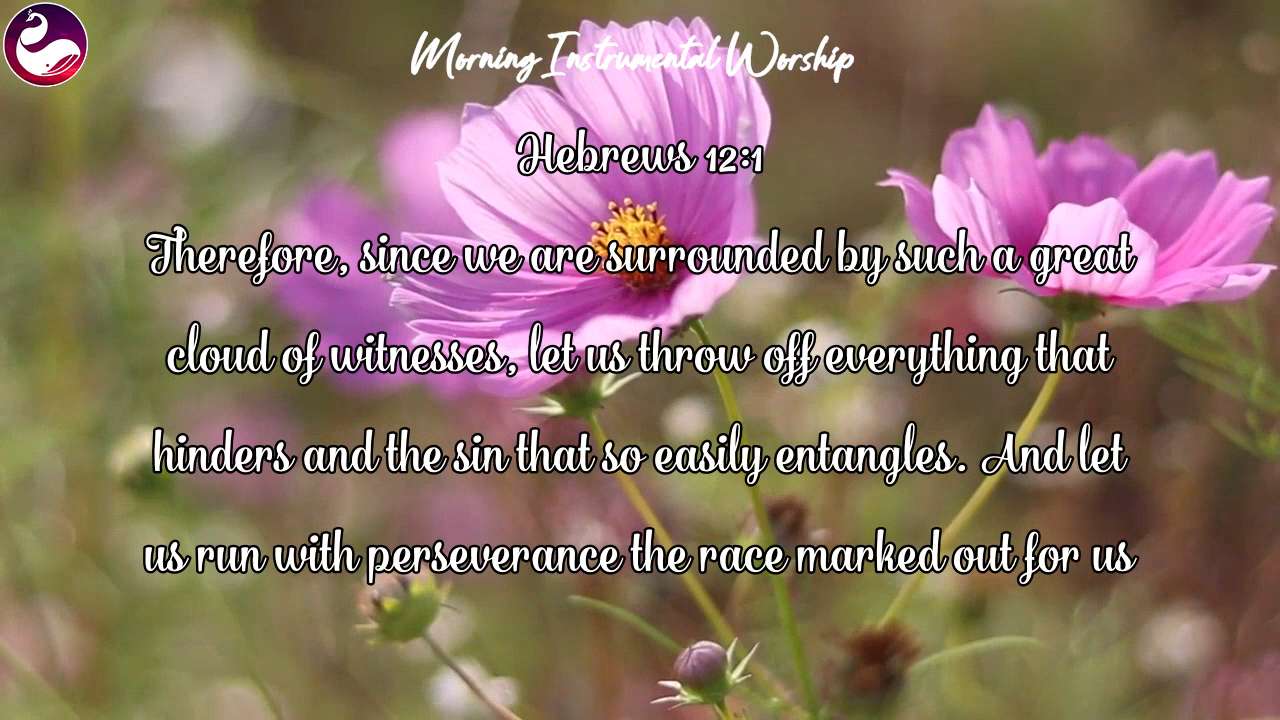 Morning Instrumental Worship
Hebrews 12:1
Therefore, since we are surrounded by such a great
cloud of witnesses, let us throw off everything that
hinders and the sin that so easily entangles. And let
us run with perseverance the race marked out for us